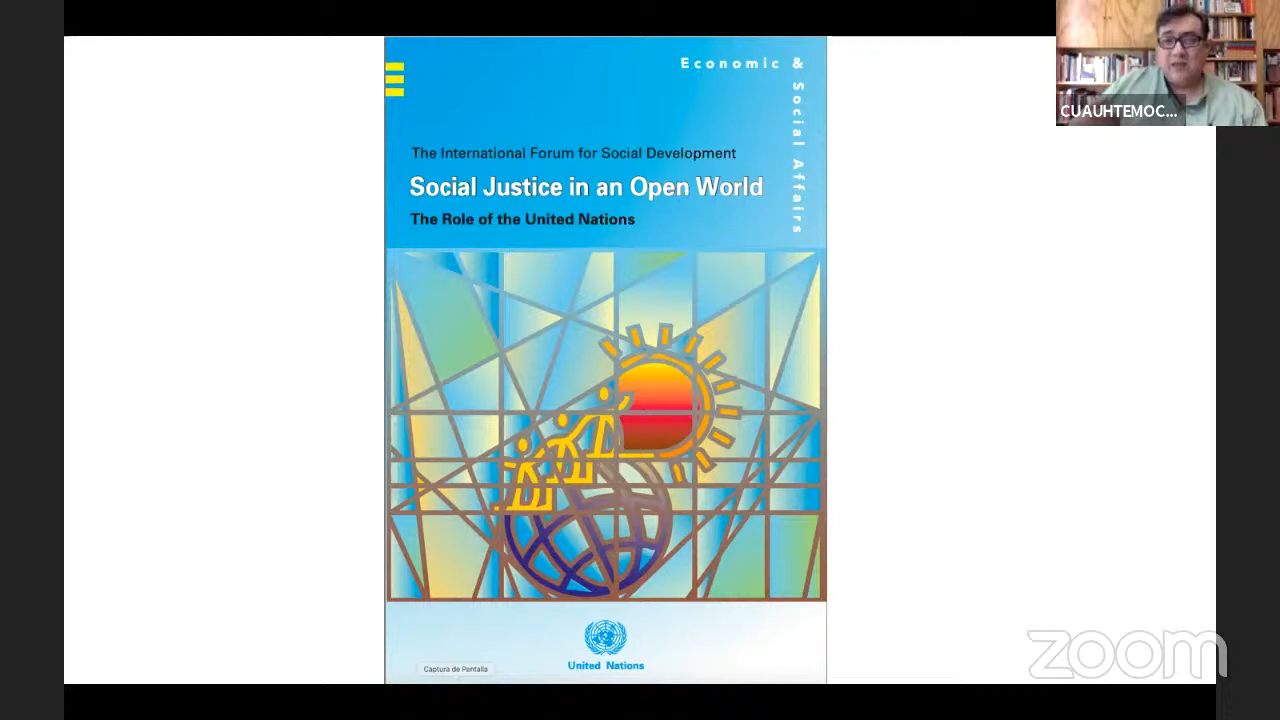 Economic &
Social Affairs
The International Forum for Social Development
Social Justice in an Open World
The Role of the United Nations
United Nations
Captura de Pantalla
CUAUHTEMOC...
zoom